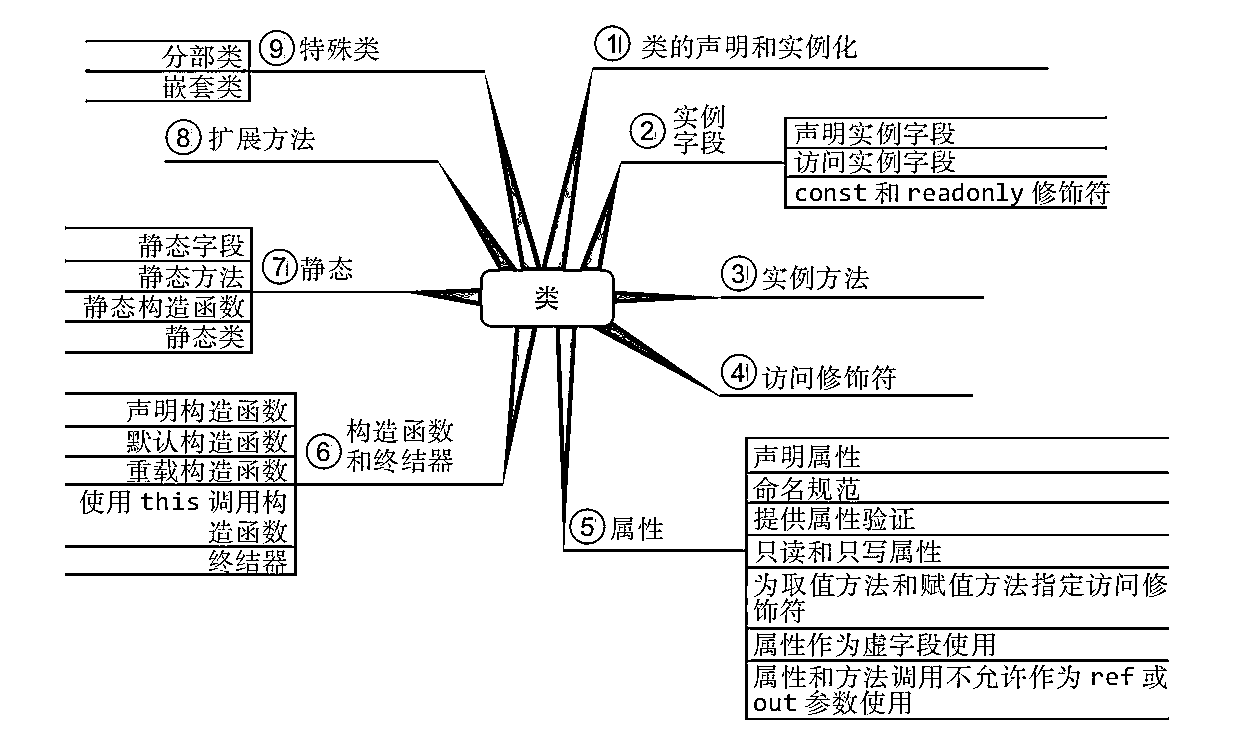 类
① 类的声明和实例化
② 实例
字段
声明实例字段
访问实例字段
const 和 readonly 修饰符
③ 实例方法
④ 访问修饰符
⑤ 属性
声明属性
命名规范
提供属性验证
只读和只写属性
为取值方法和赋值方法指定访问修
饰符
属性作为虚字段使用
属性和方法调用不允许作为 ref 或
out 参数使用
⑥ 构造函数
和终结器
声明构造函数
默认构造函数
重载构造函数
使用 this 调用构
造函数
终结器
⑦ 静态
静态字段
静态方法
静态构造函数
静态类
⑧ 扩展方法
⑨ 特殊类
分部类
嵌套类